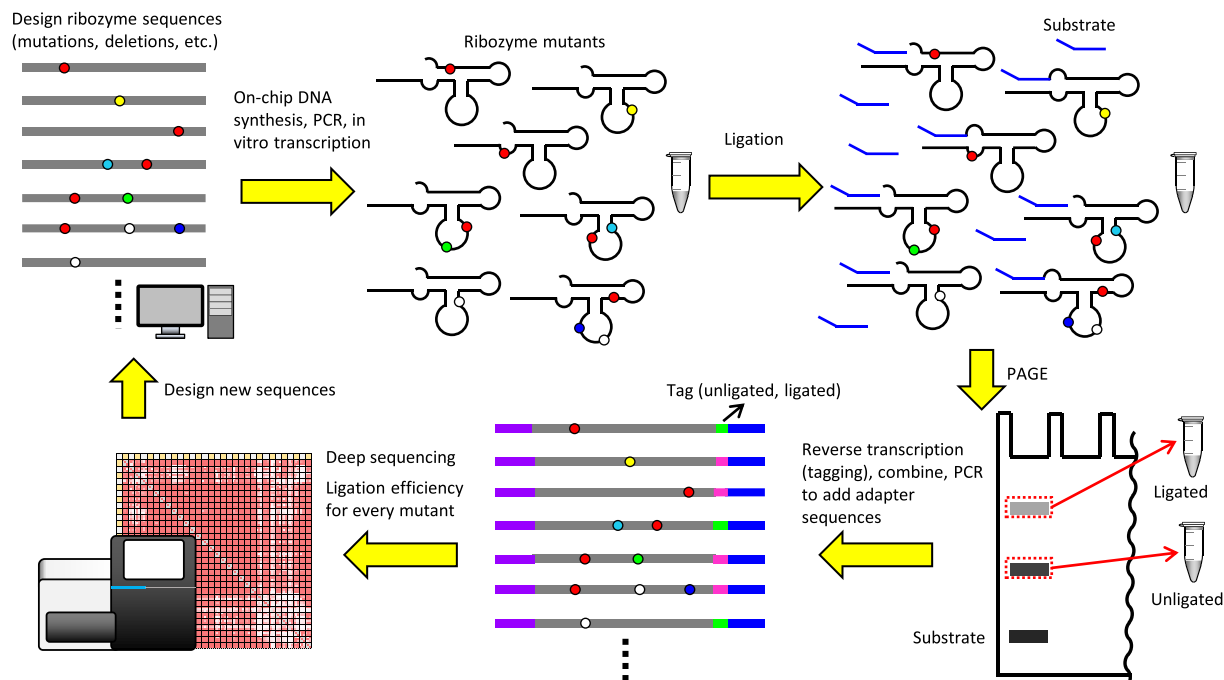 Design ribozyme sequences
(mutations, deletions, etc.)
On-chip DNA
synthesis, PCR, in
vitro transcription
Ribozyme mutants
Ligation
Substrate
PAGE
Ligated
Unligated
Substrate
Reverse transcription
(tagging), combine, PCR
to add adapter
sequences
Tag (unligated, ligated)
Deep sequencing
Ligation efficiency
for every mutant
Design new sequences